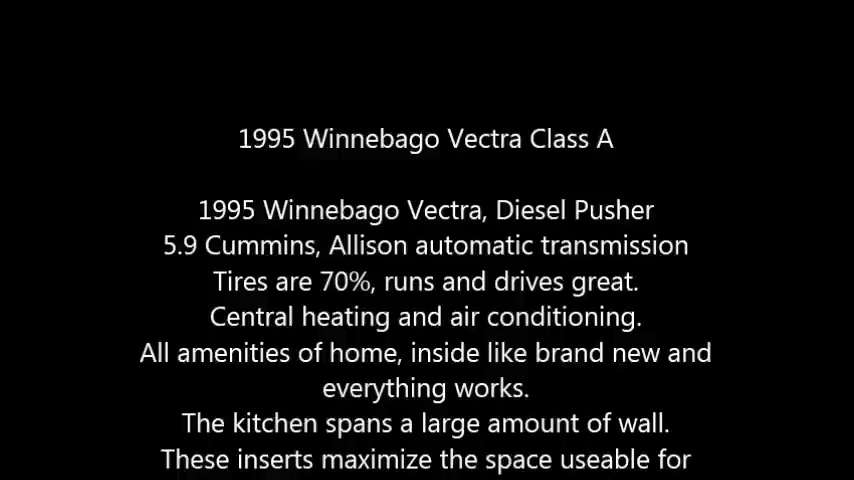 1995 Winnebago Vectra Class A
1995 Winnebago Vectra, Diesel Pusher
5.9 Cummins, Allison automatic transmission
Tires are 70%, runs and drives great.
Central heating and air conditioning.
All amenities of home, inside like brand new and
everything works.
The kitchen spans a large amount of wall.
These inserts maximize the space useable for